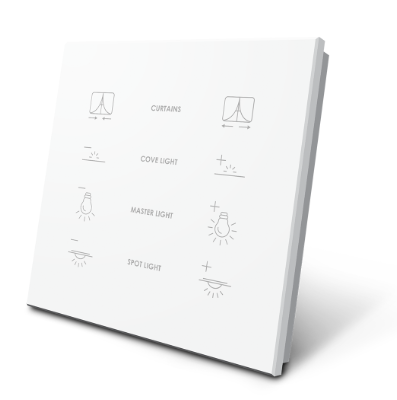 CURTAINS
− COVE LIGHT +
− MASTER LIGHT +
− SPOT LIGHT +